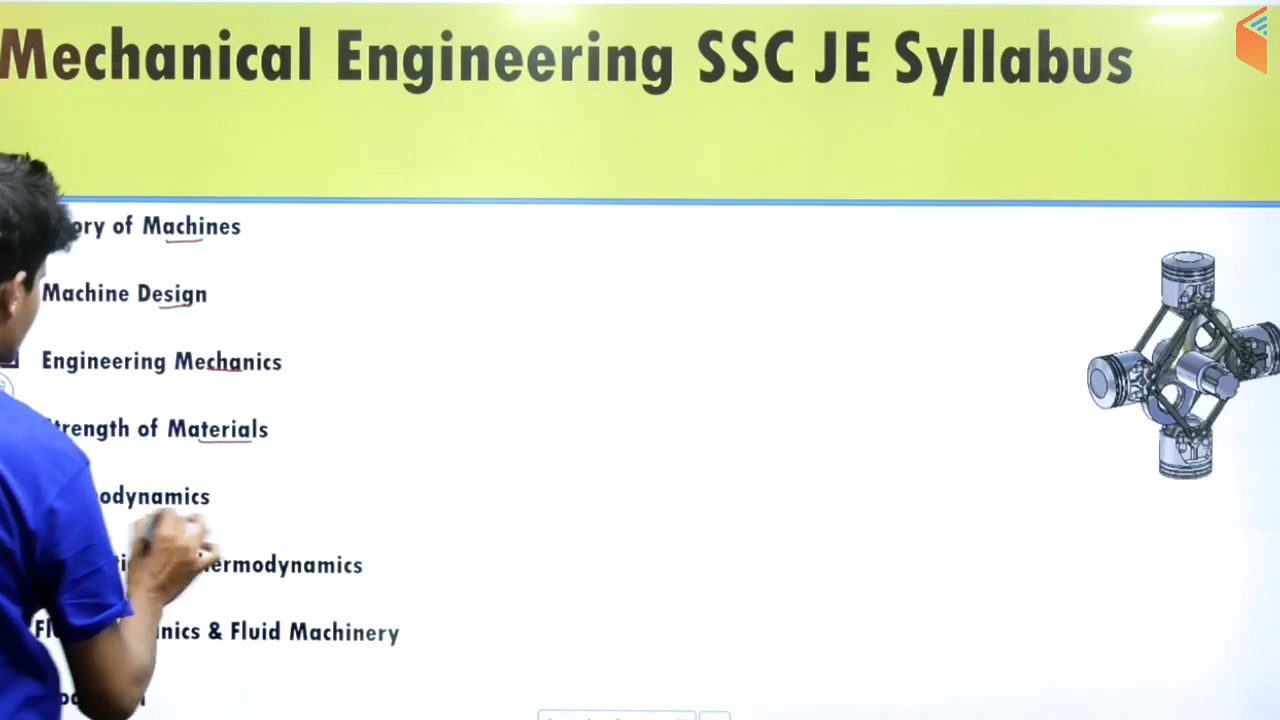 Mechanical Engineering SSC JE Syllabus
ory of Machines
Machine Design
Engineering Mechanics
trength of Materials
odynamics
ermodynamics
Fl nics & Fluid Machinery